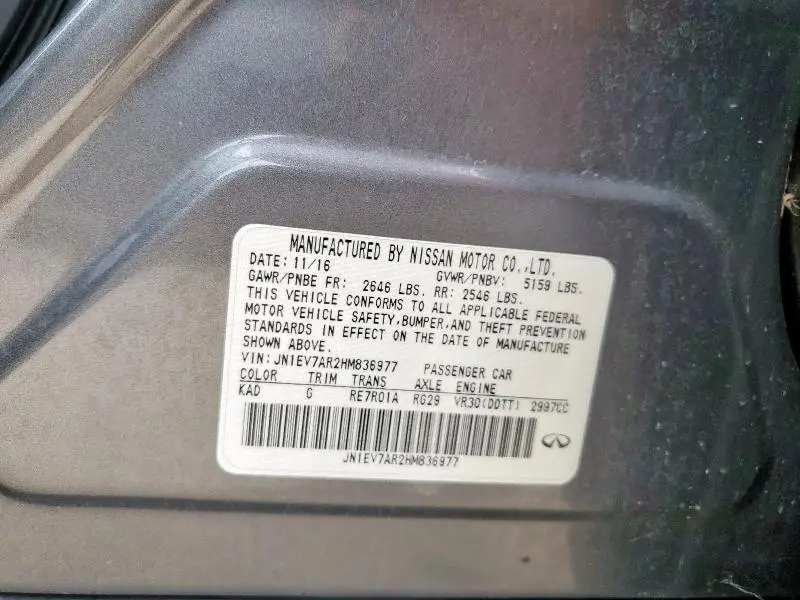 MANUFACTURED BY NISSAN MOTOR CO.,LTD.
DATE: 11/16 GVWR/PNBV: 5159 LBS.
GAWR/PNBE FR: 2646 LBS. RR: 2546 LBS.
THIS VEHICLE CONFORMS TO ALL APPLICABLE FEDERAL
MOTOR VEHICLE SAFETY,BUMPER,AND THEFT PREVENTION
STANDARDS IN EFFECT ON THE DATE OF MANUFACTURE
SHOWN ABOVE.
VIN: JN1EV7AR2HM836977 PASSENGER CAR
COLOR TRIM TRANS AXLE ENGINE
KAD G RE7R01A RG29 VR30(DDTT) 2997CC
JN1EV7AR2HM836977